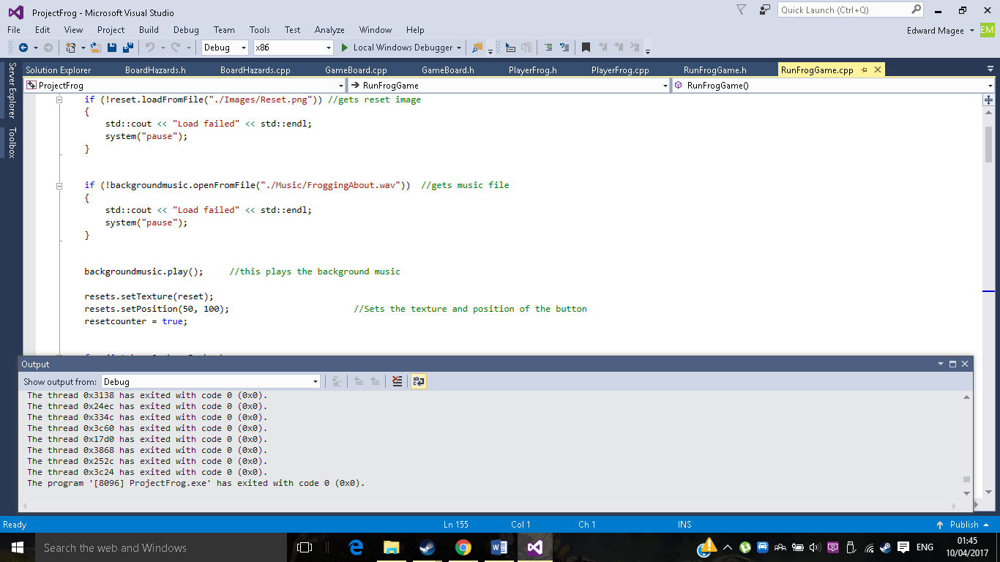 ProjectFrog - Microsoft Visual Studio
Quick Launch (Ctrl+Q)
File Edit View Project Build Debug Team Tools Test Analyze Window Help
Edward Magee EM
Debug x86 Local Windows Debugger
Server Explorer
Toolbox
Solution Explorer BoardHazards.h BoardHazards.cpp GameBoard.cpp GameBoard.h PlayerFrog.h PlayerFrog.cpp RunFrogGame.h RunFrogGame.cpp
ProjectFrog RunFrogGame RunFrogGame()
if (!reset.loadFromFile("./Images/Reset.png")) //gets reset image
{
std::cout << "Load failed" << std::endl;
system("pause");
}
if (!backgroundmusic.openFromFile("./Music/FroggingAbout.wav")) //gets music file
{
std::cout << "Load failed" << std::endl;
system("pause");
}
backgroundmusic.play(); //this plays the background music
resets.setTexture(reset);
resets.setPosition(50, 100); //Sets the texture and position of the button
resetcounter = true;
Output
Show output from: Debug
The thread 0x3138 has exited with code 0 (0x0).
The thread 0x24ec has exited with code 0 (0x0).
The thread 0x334c has exited with code 0 (0x0).
The thread 0x3c60 has exited with code 0 (0x0).
The thread 0x17d0 has exited with code 0 (0x0).
The thread 0x3868 has exited with code 0 (0x0).
The thread 0x252c has exited with code 0 (0x0).
The thread 0x3c24 has exited with code 0 (0x0).
The program '[8096] ProjectFrog.exe' has exited with code 0 (0x0).
Ready Ln 155 Col 1 Ch 1 INS Publish
Search the web and Windows
ENG
01:45
10/04/2017